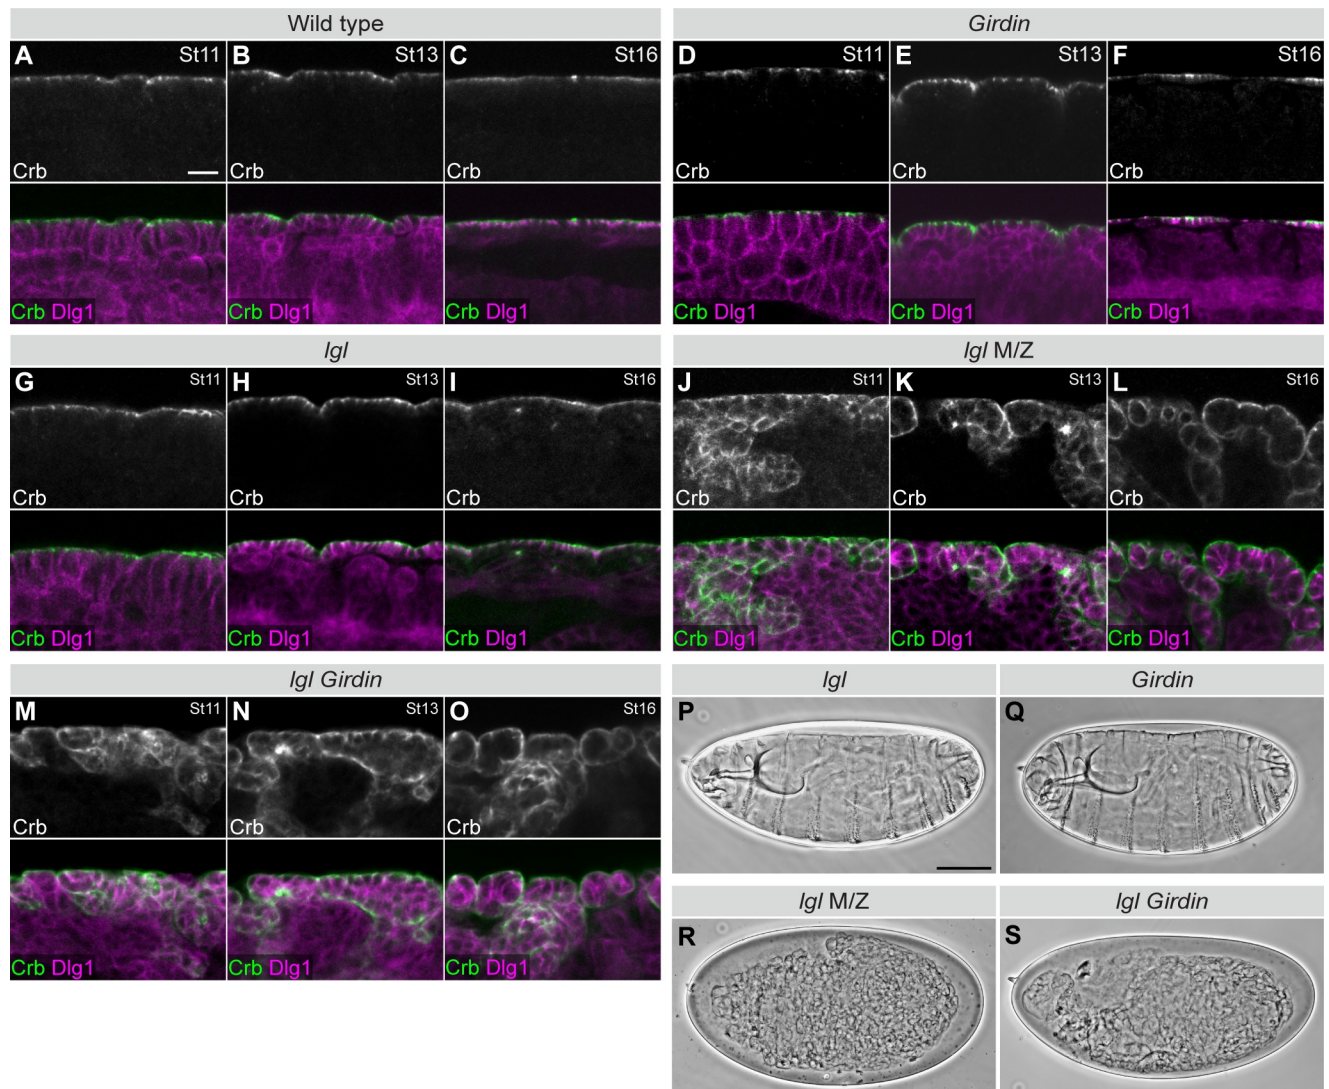 Wild type
Girdin
A St11 B St13 C St16
D St11 E St13 F St16
Crb Crb Crb
Crb Crb Crb
Crb Dlg1 Crb Dlg1 Crb Dlg1
Crb Dlg1 Crb Dlg1 Crb Dlg1
lgl
lgl M/Z
G St11 H St13 I St16
J St11 K St13 L St16
Crb Crb Crb
Crb Crb Crb
Crb Dlg1 Crb Dlg1 Crb Dlg1
Crb Dlg1 Crb Dlg1 Crb Dlg1
lgl Girdin
M St11 N St13 O St16
Crb Crb Crb
Crb Dlg1 Crb Dlg1 Crb Dlg1
lgl
Girdin
P
Q
lgl M/Z
lgl Girdin
R
S